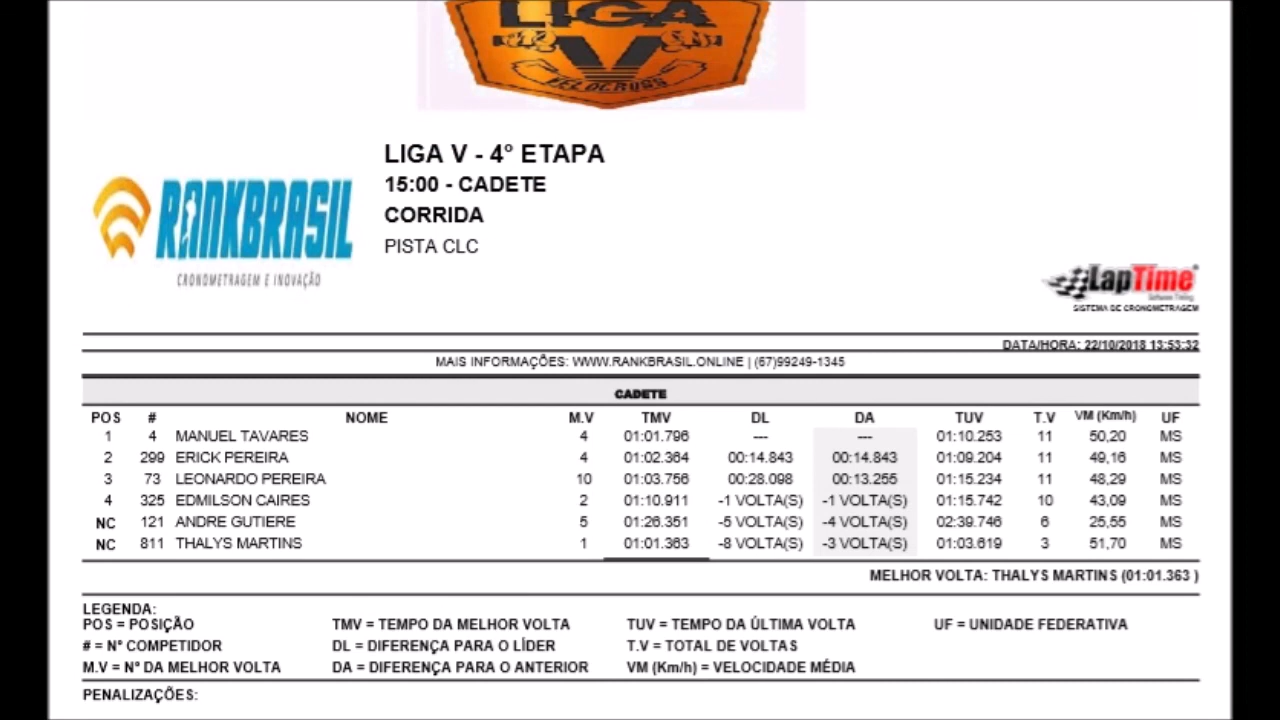 LIGA
V
VELOCROSS
LIGA V - 4° ETAPA
15:00 - CADETE
CORRIDA
PISTA CLC
RANKBRASIL
CRONOMETRAGEM E INOVAÇÃO
LapTime
Software Timing
SISTEMA DE CRONOMETRAGEM
DATA/HORA: 22/10/2018 13:53:32
MAIS INFORMAÇÕES: WWW.RANKBRASIL.ONLINE | (67)99249-1345
CADETE
POS # NOME M.V TMV DL DA TUV T.V VM (Km/h) UF
1 4 MANUEL TAVARES 4 01:01.796 --- --- 01:10.253 11 50,20 MS
2 299 ERICK PEREIRA 4 01:02.364 00:14.843 00:14.843 01:09.204 11 49,16 MS
3 73 LEONARDO PEREIRA 10 01:03.756 00:28.098 00:13.255 01:15.234 11 48,29 MS
4 325 EDMILSON CAIRES 2 01:10.911 -1 VOLTA(S) -1 VOLTA(S) 01:15.742 10 43,09 MS
NC 121 ANDRE GUTIERE 5 01:26.351 -5 VOLTA(S) -4 VOLTA(S) 02:39.746 6 25,55 MS
NC 811 THALYS MARTINS 1 01:01.363 -8 VOLTA(S) -3 VOLTA(S) 01:03.619 3 51,70 MS
MELHOR VOLTA: THALYS MARTINS (01:01.363 )
LEGENDA:
POS = POSIÇÃO TMV = TEMPO DA MELHOR VOLTA TUV = TEMPO DA ÚLTIMA VOLTA UF = UNIDADE FEDERATIVA
# = Nº COMPETIDOR DL = DIFERENÇA PARA O LÍDER T.V = TOTAL DE VOLTAS
M.V = Nº DA MELHOR VOLTA DA = DIFERENÇA PARA O ANTERIOR VM (Km/h) = VELOCIDADE MÉDIA
PENALIZAÇÕES: